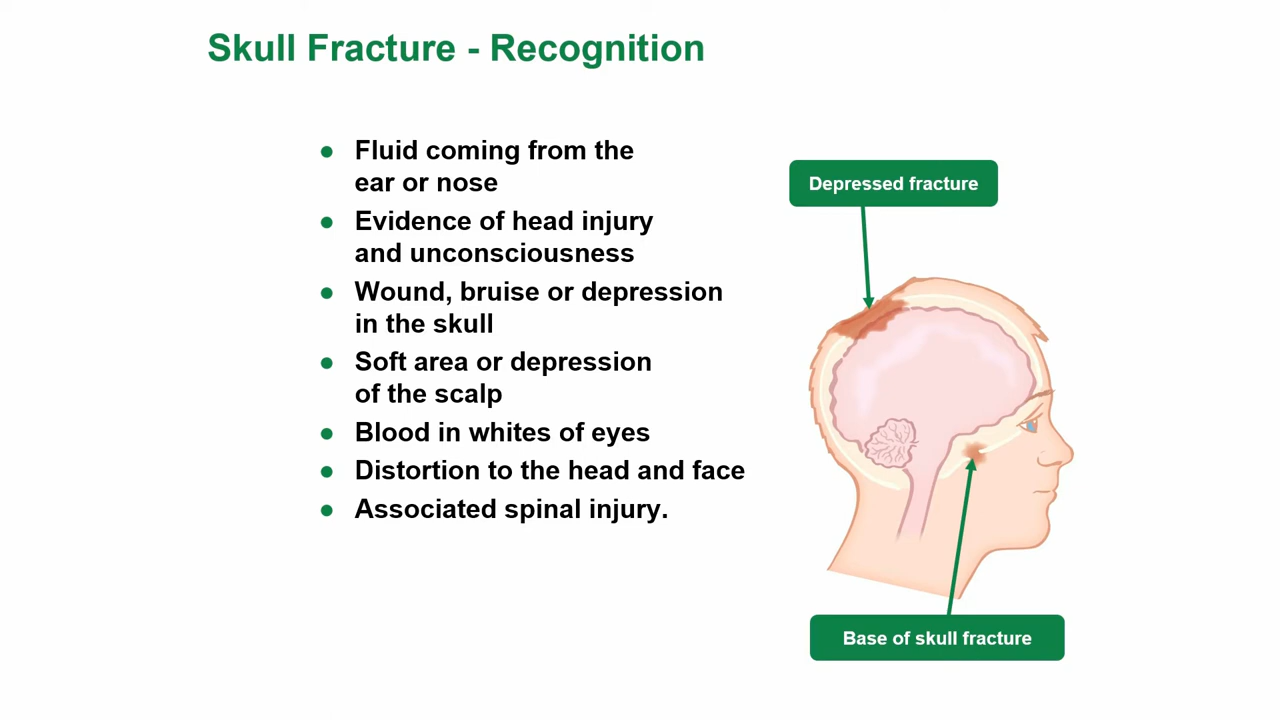 Skull Fracture - Recognition
● Fluid coming from the
ear or nose
● Evidence of head injury
and unconsciousness
● Wound, bruise or depression
in the skull
● Soft area or depression
of the scalp
● Blood in whites of eyes
● Distortion to the head and face
● Associated spinal injury.
Depressed fracture
Base of skull fracture